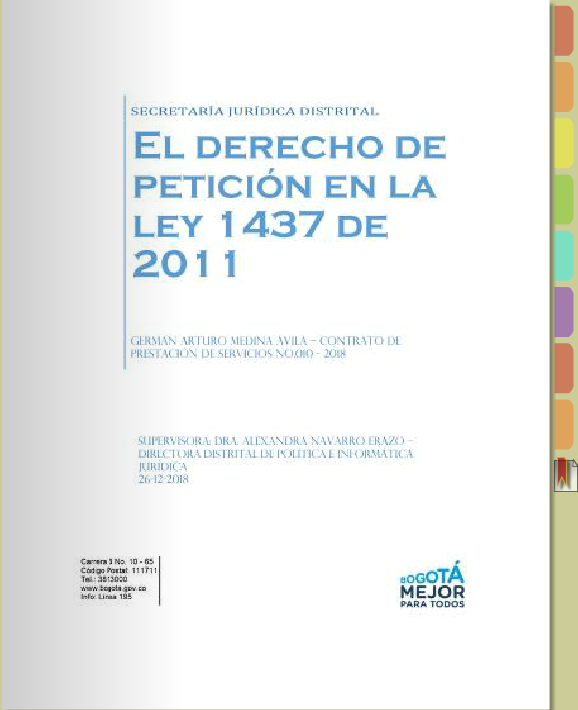 SECRETARÍA JURÍDICA DISTRITAL
EL DERECHO DE
PETICIÓN EN LA
LEY 1437 DE
2011
GERMAN ARTURO MEDINA AVILA – CONTRATO DE
PRESTACIÓN DE SERVICIOS NO.010 - 2018
SUPERVISORA: DRA. ALEXANDRA NAVARRO ERAZO –
DIRECTORA DISTRITAL DE POLÍTICA E INFORMÁTICA
JURÍDICA
26-12-2018
Carrera 8 No. 10 - 65
Código Postal: 111711
Tel.: 3813000
www.bogota.gov.co
Info: Línea 195
BOGOTÁ
MEJOR
PARA TODOS